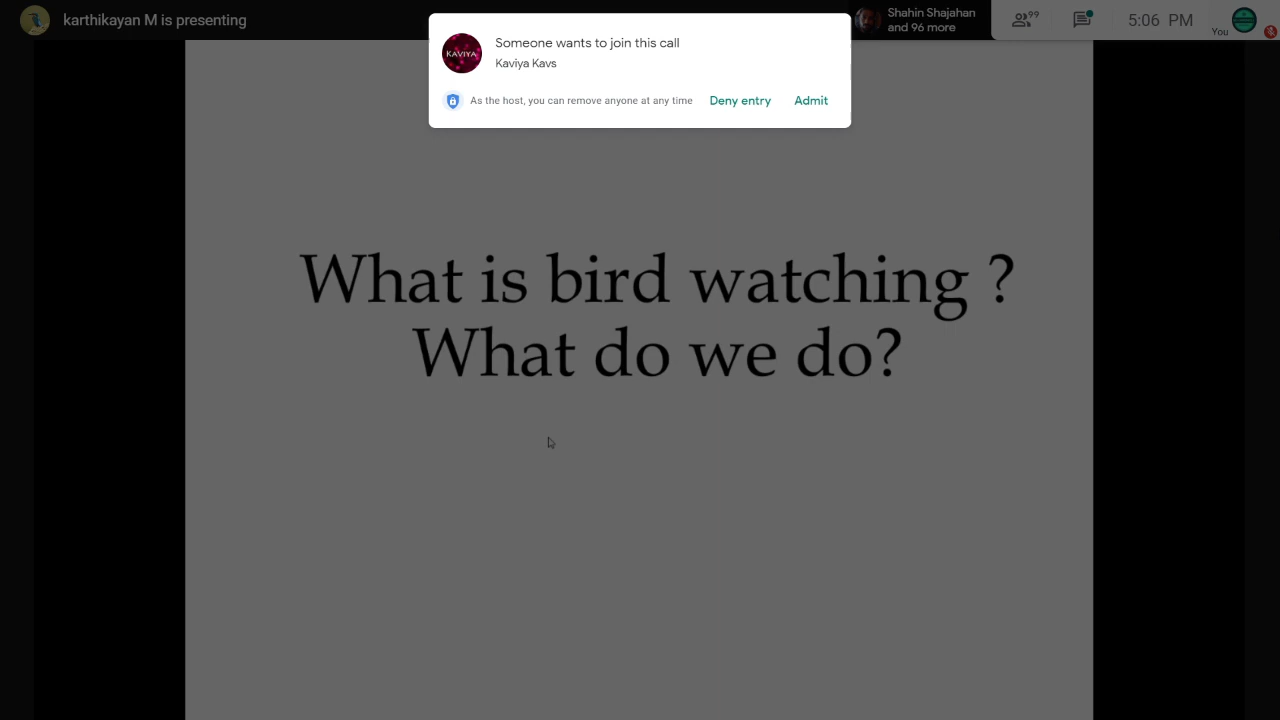 karthikayan M is presenting
KAVIYA
Someone wants to join this call
Kaviya Kavs
As the host, you can remove anyone at any time
Deny entry
Admit
Shahin Shajahan
and 96 more
99
5:06 PM
You
What is bird watching ?
What do we do?